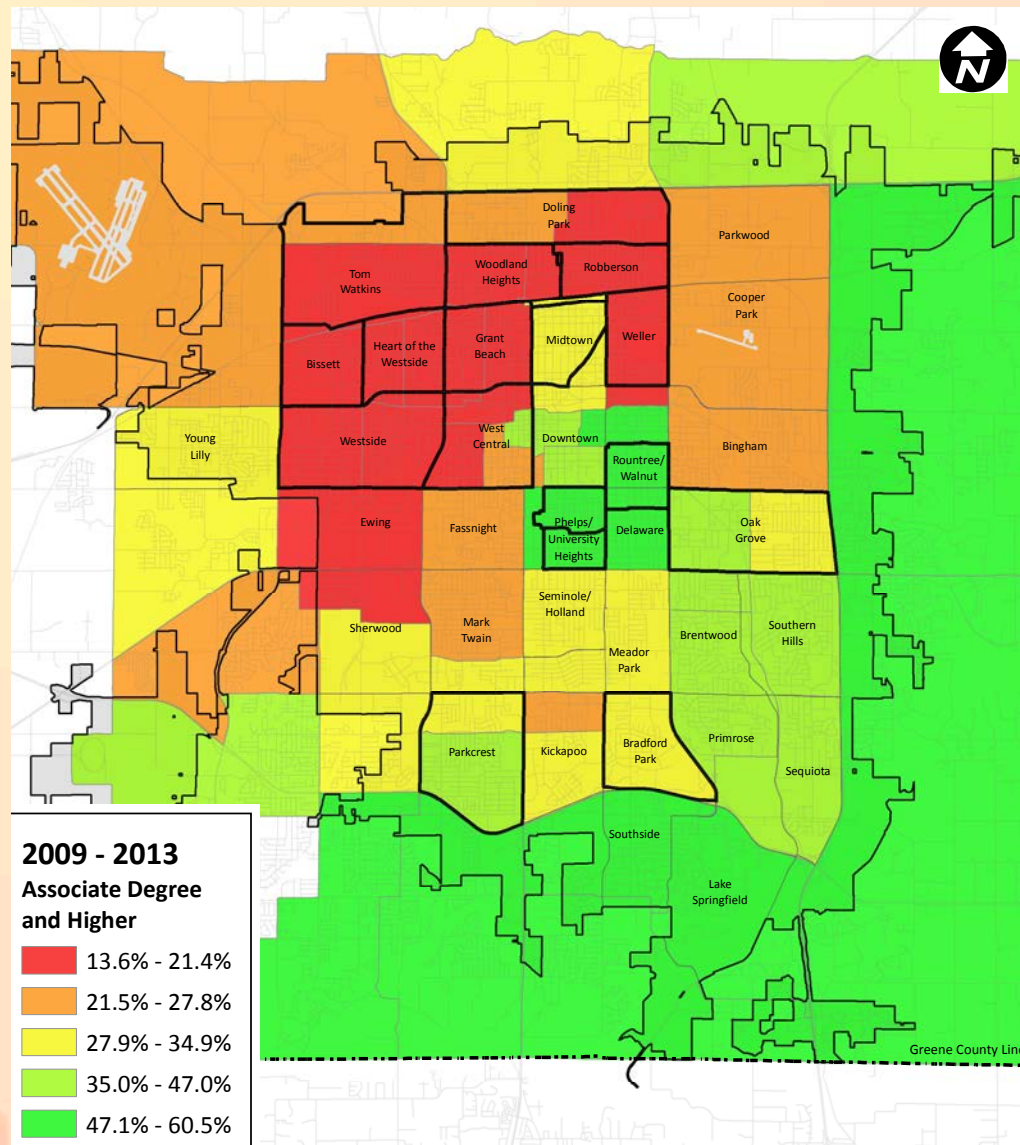 N
Doling
Park
Parkwood
Tom
Watkins
Woodland
Heights
Robberson
Cooper
Park
Bissett
Heart of the
Westside
Grant
Beach
Midtown
Weller
Young
Lilly
Westside
West
Central
Downtown
Bingham
Rountree/
Walnut
Ewing
Fassnight
Phelps/
University
Heights
Delaware
Oak
Grove
Sherwood
Mark
Twain
Seminole/
Holland
Meador
Park
Brentwood
Southern
Hills
Parkcrest
Kickapoo
Bradford
Park
Primrose
Sequiota
Southside
Lake
Springfield
Greene County Line
2009 - 2013
Associate Degree
and Higher
13.6% - 21.4%
21.5% - 27.8%
27.9% - 34.9%
35.0% - 47.0%
47.1% - 60.5%